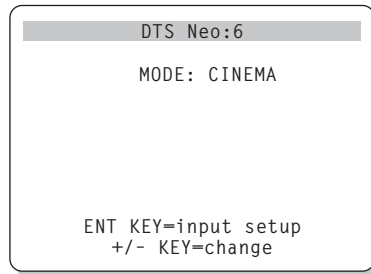 DTS Neo:6
MODE: CINEMA
ENT KEY=input setup
+/- KEY=change